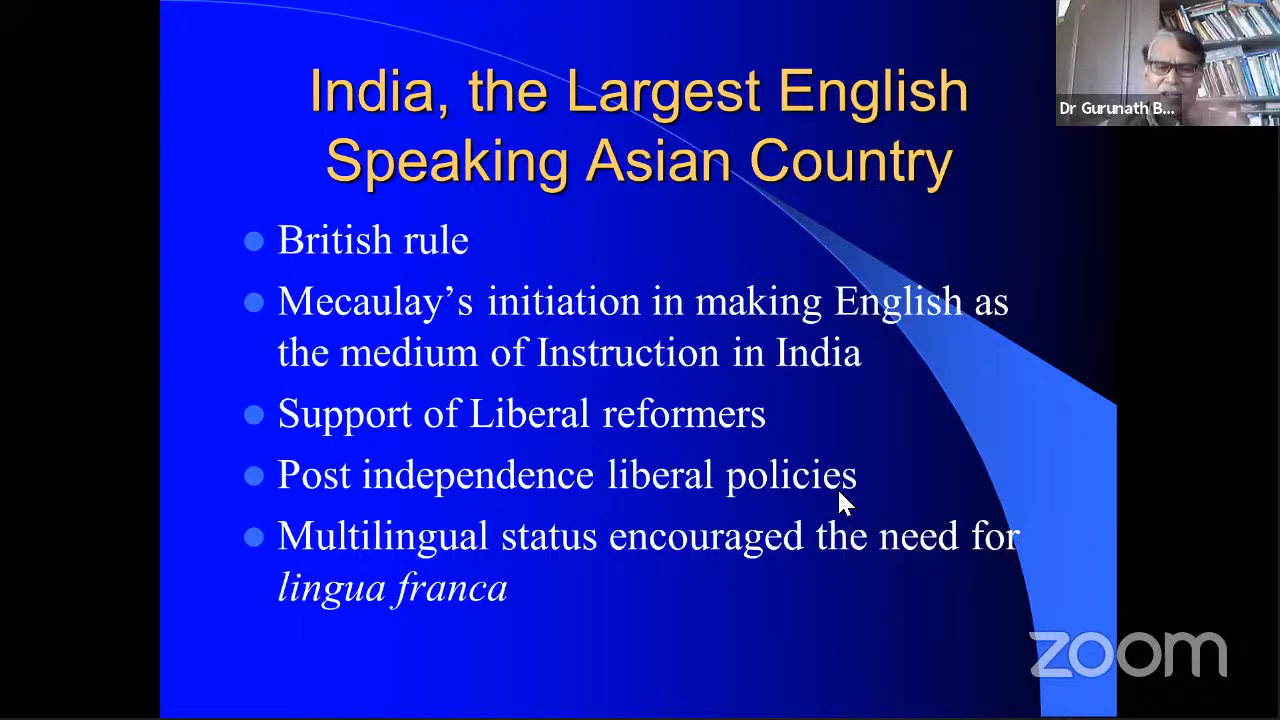 India, the Largest English
Speaking Asian Country
British rule
Mecaulay's initiation in making English as
the medium of Instruction in India
Support of Liberal reformers
Post independence liberal policies
Multilingual status encouraged the need for
lingua franca
Dr Gurunath B...
zoom